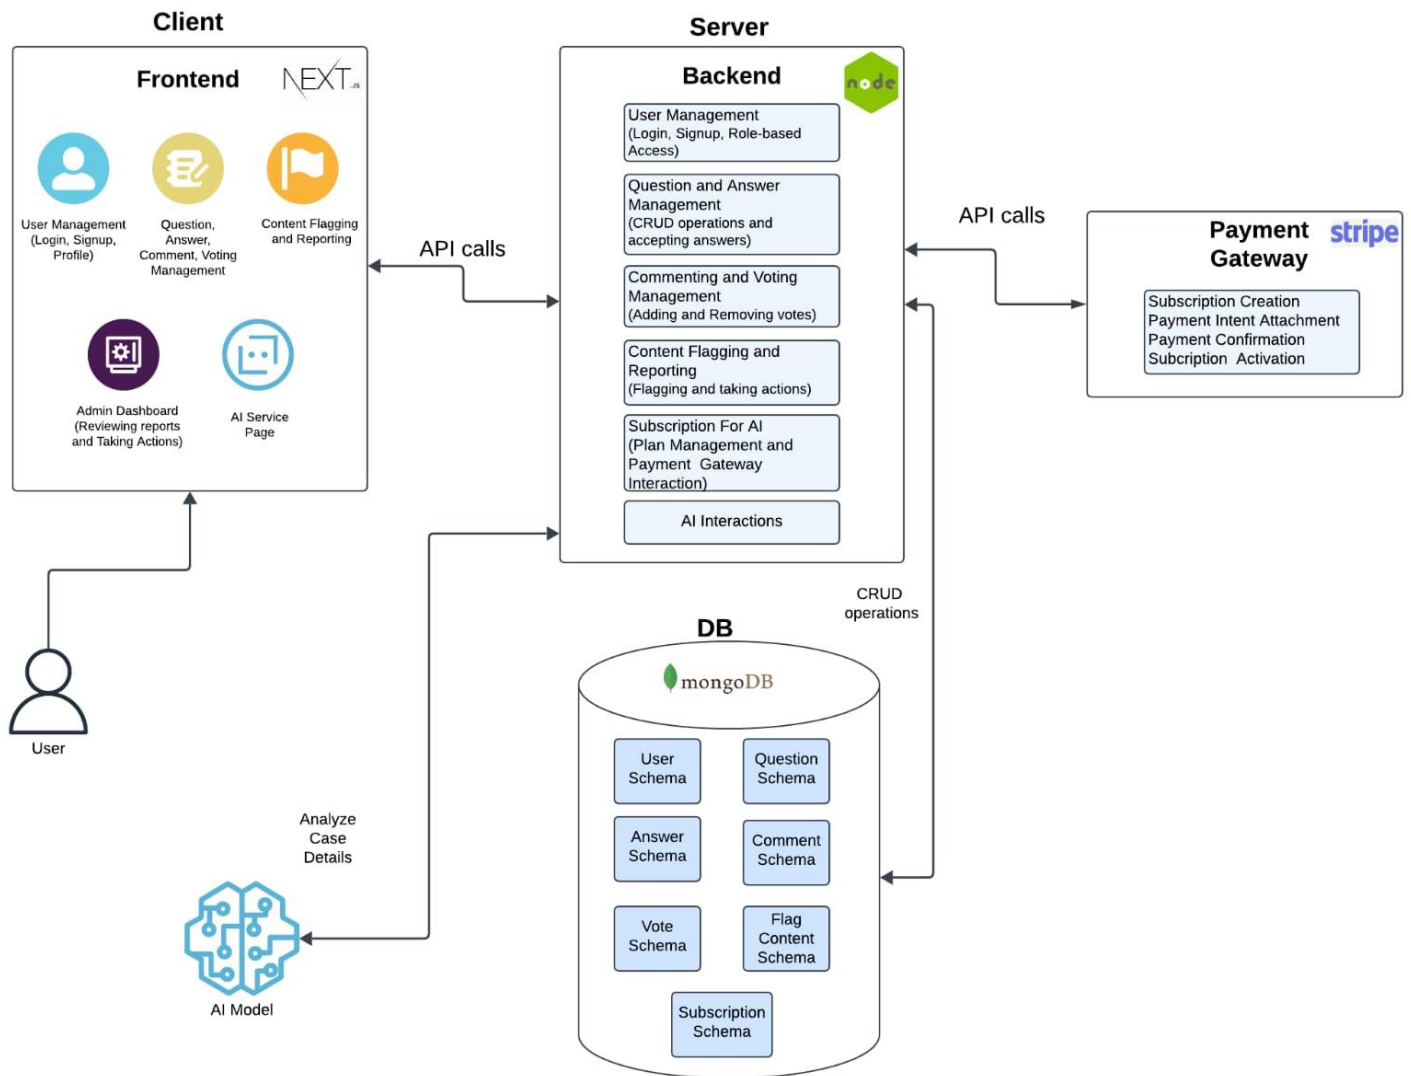 Client
Frontend
NEXT.JS
User Management
(Login, Signup,
Profile)
Question,
Answer,
Comment, Voting
Management
Content Flagging
and Reporting
Admin Dashboard
(Reviewing reports
and Taking Actions)
AI Service
Page
User
API calls
Server
Backend
node
User Management
(Login, Signup, Role-based
Access)
Question and Answer
Management
(CRUD operations and
accepting answers)
Commenting and Voting
Management
(Adding and Removing votes)
Content Flagging and
Reporting
(Flagging and taking actions)
Subscription For AI
(Plan Management and
Payment Gateway
Interaction)
AI Interactions
API calls
Payment
Gateway
stripe
Subscription Creation
Payment Intent Attachment
Payment Confirmation
Subcription Activation
CRUD
operations
Analyze
Case
Details
AI Model
DB
mongoDB
User
Schema
Question
Schema
Answer
Schema
Comment
Schema
Vote
Schema
Flag
Content
Schema
Subscription
Schema